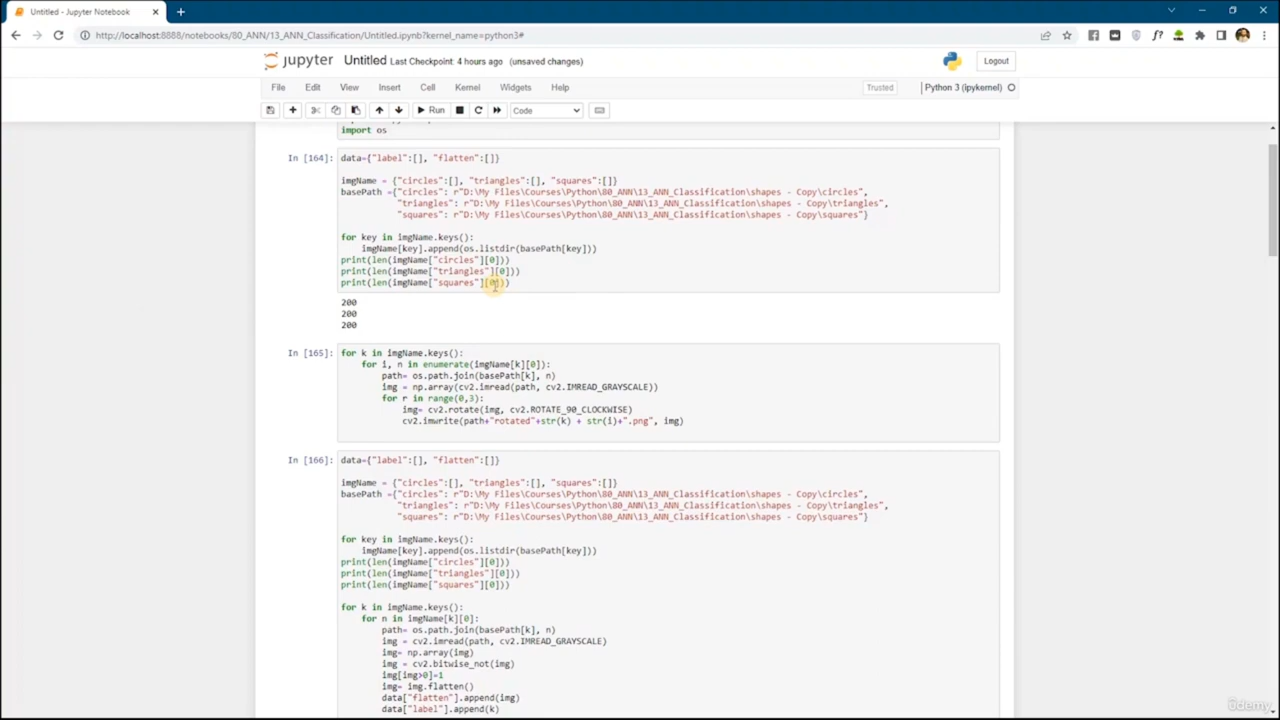 Untitled - Jupyter Notebook
http://localhost:8888/notebooks/80_ANN/13_ANN_Classification/Untitled.ipynb?kernel_name=python3#
jupyter Untitled Last Checkpoint: 4 hours ago (unsaved changes)
Logout
File Edit View Insert Cell Kernel Widgets Help
Trusted
Python 3 (ipykernel)
Run
Code
import os
In [164]:
data={"label":[], "flatten":[]}
imgName = {"circles":[], "triangles":[], "squares":[]}
basePath ={"circles": r"D:\My Files\Courses\Python\80_ANN\13_ANN_Classification\shapes - Copy\circles",
"triangles": r"D:\My Files\Courses\Python\80_ANN\13_ANN_Classification\shapes - Copy\triangles",
"squares": r"D:\My Files\Courses\Python\80_ANN\13_ANN_Classification\shapes - Copy\squares"}
for key in imgName.keys():
imgName[key].append(os.listdir(basePath[key]))
print(len(imgName["circles"][0]))
print(len(imgName["triangles"][0]))
print(len(imgName["squares"][0]))
200
200
200
In [165]:
for k in imgName.keys():
for i, n in enumerate(imgName[k][0]):
path= os.path.join(basePath[k], n)
img = np.array(cv2.imread(path, cv2.IMREAD_GRAYSCALE))
for r in range(0,3):
img= cv2.rotate(img, cv2.ROTATE_90_CLOCKWISE)
cv2.imwrite(path+"rotated"+str(k) + str(i)+".png", img)
In [166]:
data={"label":[], "flatten":[]}
imgName = {"circles":[], "triangles":[], "squares":[]}
basePath ={"circles": r"D:\My Files\Courses\Python\80_ANN\13_ANN_Classification\shapes - Copy\circles",
"triangles": r"D:\My Files\Courses\Python\80_ANN\13_ANN_Classification\shapes - Copy\triangles",
"squares": r"D:\My Files\Courses\Python\80_ANN\13_ANN_Classification\shapes - Copy\squares"}
for key in imgName.keys():
imgName[key].append(os.listdir(basePath[key]))
print(len(imgName["circles"][0]))
print(len(imgName["triangles"][0]))
print(len(imgName["squares"][0]))
for k in imgName.keys():
for n in imgName[k][0]:
path= os.path.join(basePath[k], n)
img = cv2.imread(path, cv2.IMREAD_GRAYSCALE)
img= np.array(img)
img = cv2.bitwise_not(img)
img[img>0]=1
img= img.flatten()
data["flatten"].append(img)
data["label"].append(k)
ûdemy